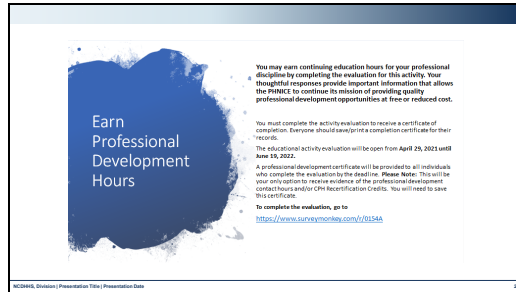 Earn
Professional
Development
Hours
You may earn continuing education hours for your professional
discipline by completing the evaluation for this activity. Your
thoughtful responses provide important information that allows
the PHNICE to continue its mission of providing quality
professional development opportunities at free or reduced cost.
You must complete the activity evaluation to receive a certificate of
completion. Everyone should save/print a completion certificate for their
records.
The educational activity evaluation will be open from April 29, 2021 until
June 19, 2022.
A professional development certificate will be provided to all individuals
who complete the evaluation by the deadline. Please Note: This will be
your only option to receive evidence of the professional development
contact hours and/or CPH Recertification Credits. You will need to save
this certificate.
To complete the evaluation, go to
https://www.surveymonkey.com/r/0154A
NCDHHS, Division | Presentation Title | Presentation Date